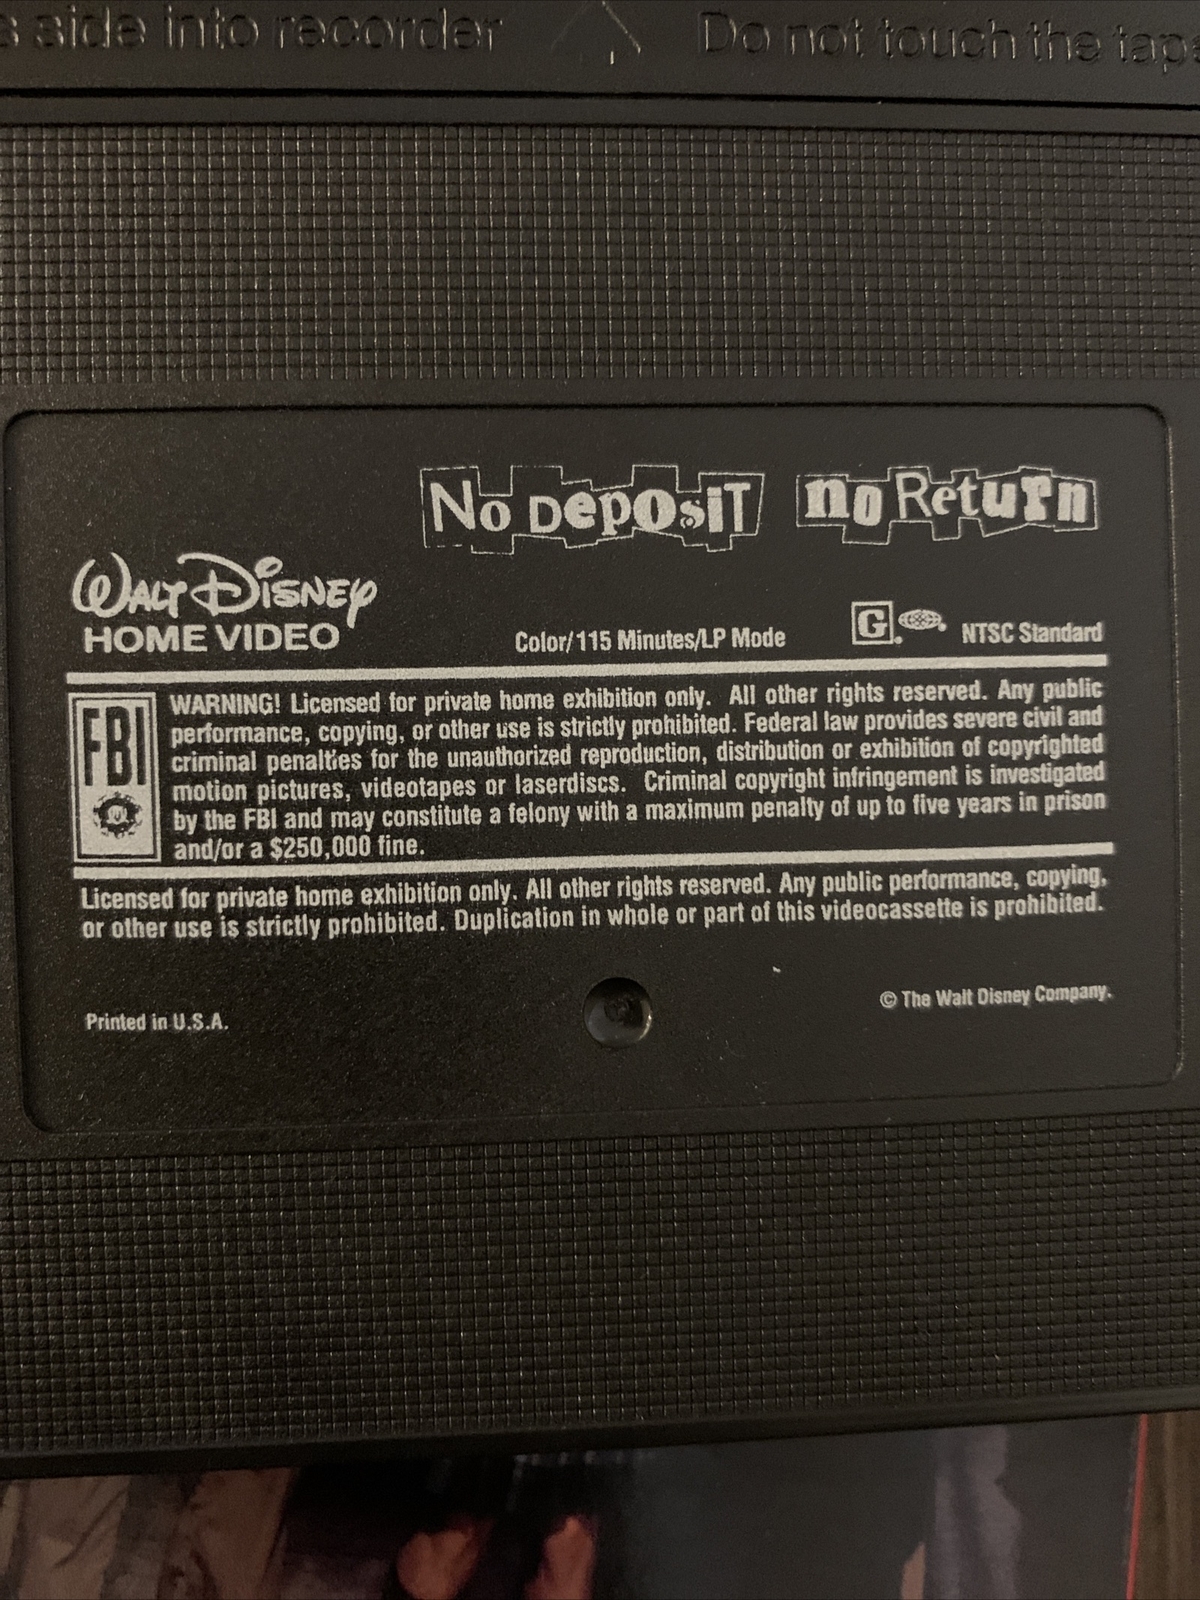 side into recorder
Do not touch the tape
No Deposit no Return
Walt Disney
HOME VIDEO
Color/115 Minutes/LP Mode
G
NTSC Standard
FBI
WARNING! Licensed for private home exhibition only. All other rights reserved. Any public
performance, copying, or other use is strictly prohibited. Federal law provides severe civil and
criminal penalties for the unauthorized reproduction, distribution or exhibition of copyrighted
motion pictures, videotapes or laserdiscs. Criminal copyright infringement is investigated
by the FBI and may constitute a felony with a maximum penalty of up to five years in prison
and/or a $250,000 fine.
Licensed for private home exhibition only. All other rights reserved. Any public performance, copying,
or other use is strictly prohibited. Duplication in whole or part of this videocassette is prohibited.
Printed in U.S.A.
© The Walt Disney Company.